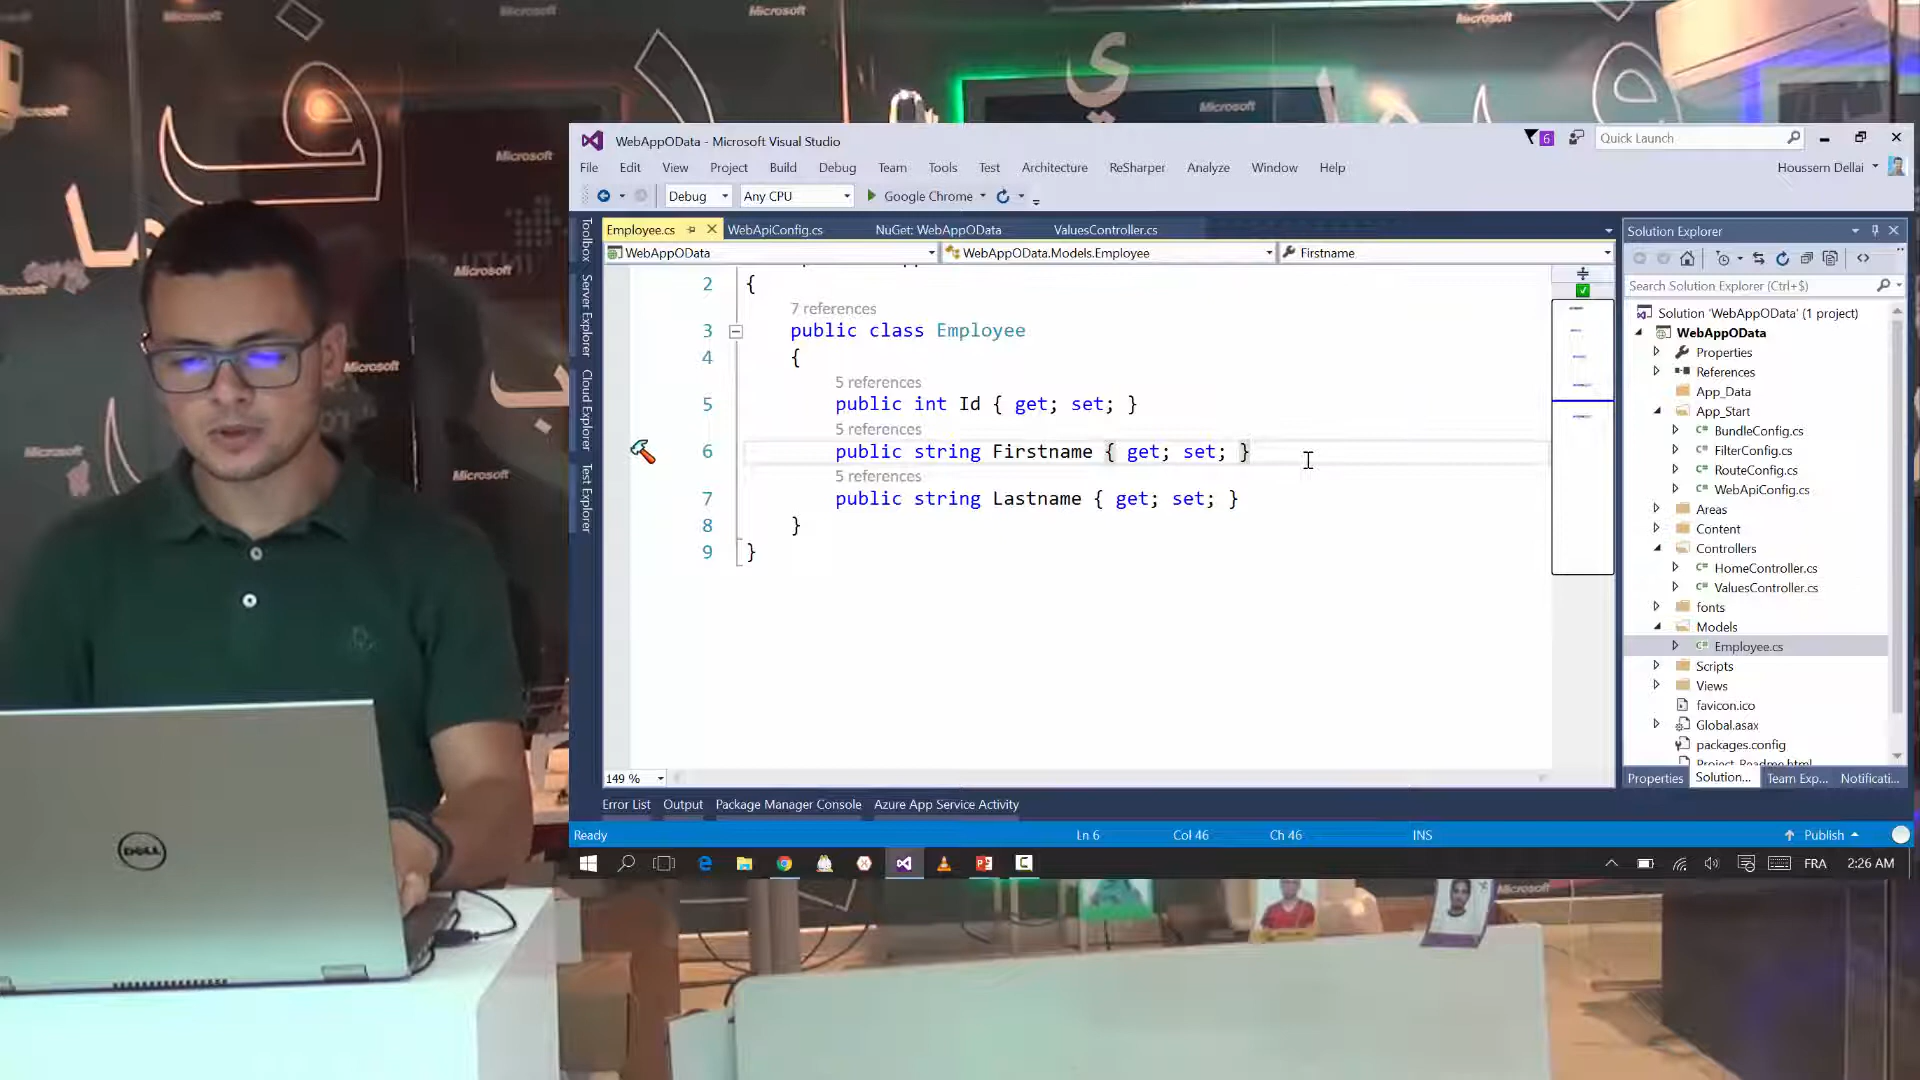 Microsoft
Microsoft
Microsoft
Microsoft
Microsoft
Microsoft
Microsoft
Microsoft
ي
ف
WebAppOData - Microsoft Visual Studio
6
Quick Launch
File Edit View Project Build Debug Team Tools Test Architecture ReSharper Analyze Window Help
Houssem Dellai
Debug Any CPU Google Chrome
Employee.cs WebApiConfig.cs NuGet: WebAppOData ValuesController.cs
WebAppOData WebAppOData.Models.Employee Firstname
Toolbox
Server Explorer
Cloud Explorer
Test Explorer
2 {
7 references
3 public class Employee
4 {
5 references
5 public int Id { get; set; }
5 references
6 public string Firstname { get; set; }
5 references
7 public string Lastname { get; set; }
8 }
9 }
149 %
Solution Explorer
Search Solution Explorer (Ctrl+$)
Solution 'WebAppOData' (1 project)
WebAppOData
Properties
References
App_Data
App_Start
C# BundleConfig.cs
C# FilterConfig.cs
C# RouteConfig.cs
C# WebApiConfig.cs
Areas
Content
Controllers
C# HomeController.cs
C# ValuesController.cs
fonts
Models
C# Employee.cs
Scripts
Views
favicon.ico
Global.asax
packages.config
Project_Readme.html
Properties Solution... Team Exp... Notificati...
Error List Output Package Manager Console Azure App Service Activity
Ready Ln 6 Col 46 Ch 46 INS Publish
FRA 2:26 AM
DELL
Microsoft